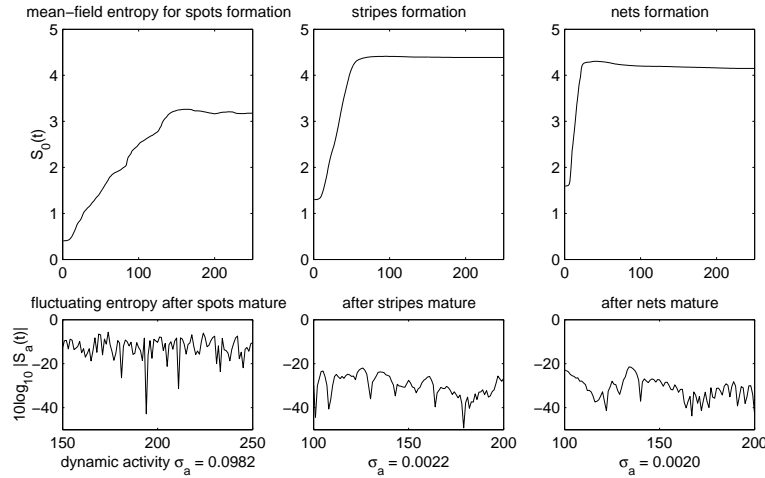 mean−field entropy for spots formation
stripes formation
nets formation
S_0(t)
5
4
3
2
1
0
0 100 200
5
4
3
2
1
0
0 100 200
5
4
3
2
1
0
0 100 200
fluctuating entropy after spots mature
after stripes mature
after nets mature
10log_10 |S_a(t)|
0
−20
−40
150 200 250
0
−20
−40
100 150 200
0
−20
−40
100 150 200
dynamic activity σ_a = 0.0982
σ_a = 0.0022
σ_a = 0.0020